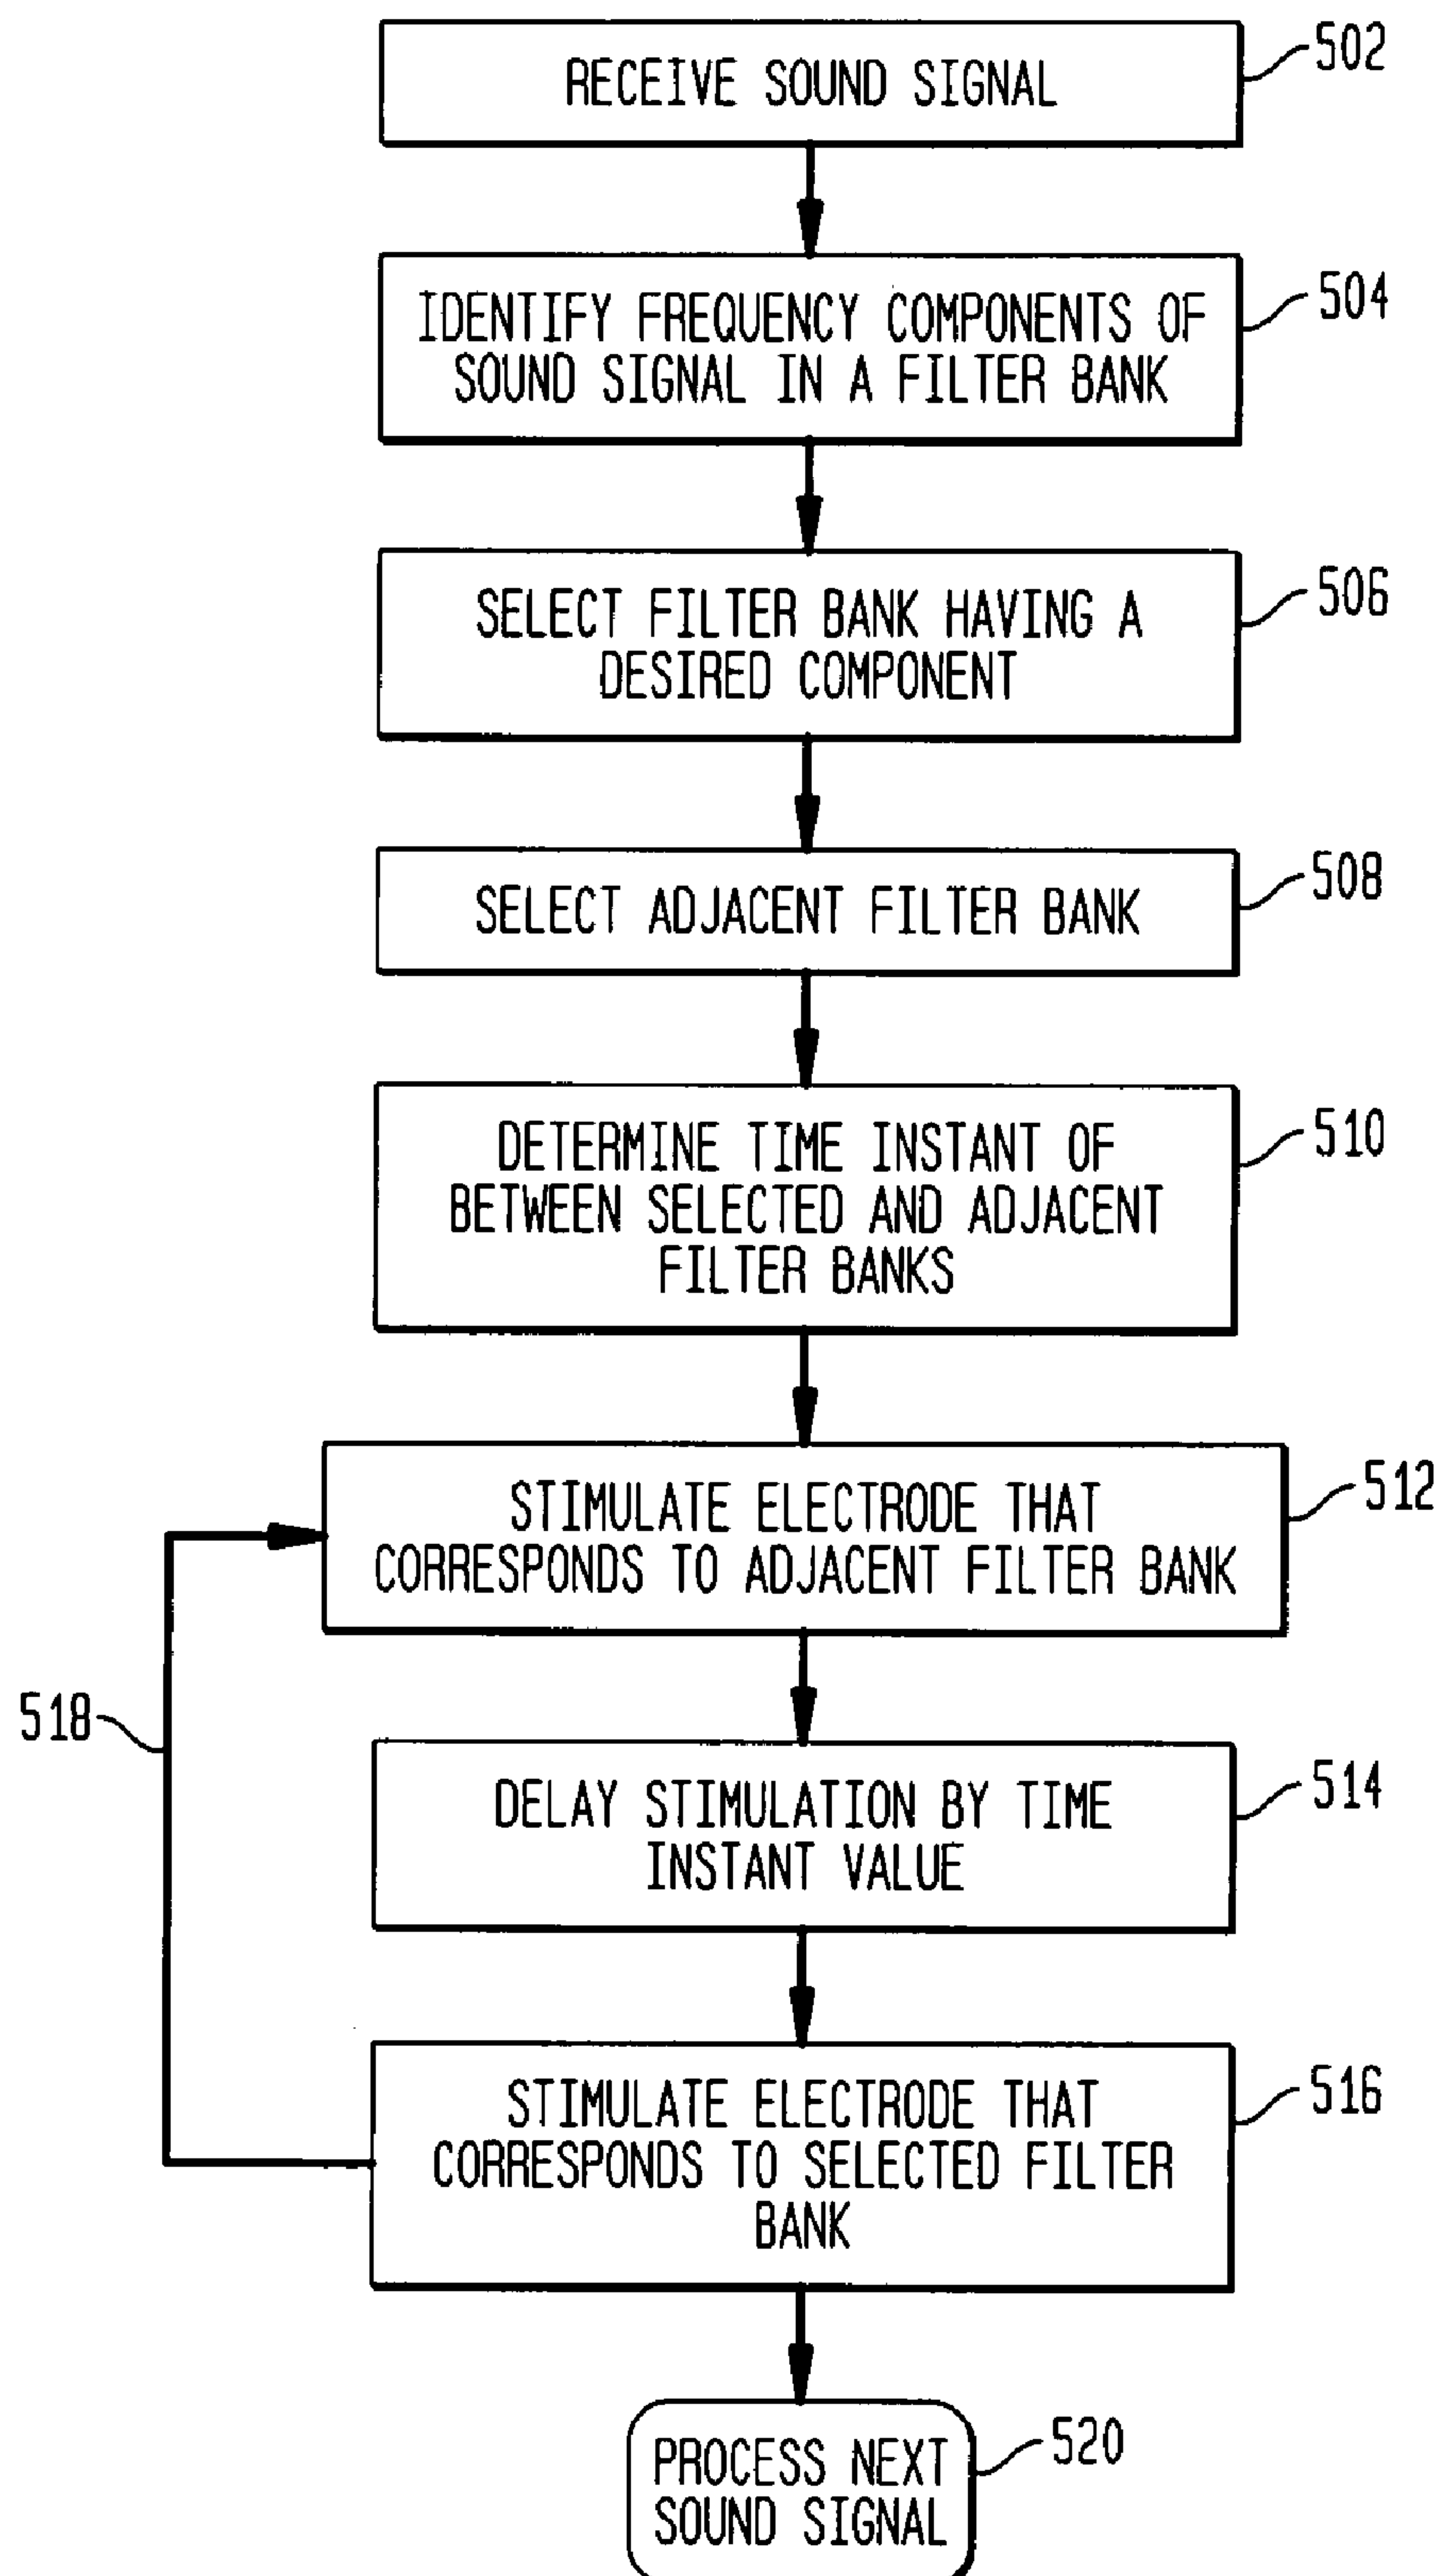 RECEIVE SOUND SIGNAL
502
IDENTIFY FREQUENCY COMPONENTS OF
SOUND SIGNAL IN A FILTER BANK
504
SELECT FILTER BANK HAVING A
DESIRED COMPONENT
506
SELECT ADJACENT FILTER BANK
508
DETERMINE TIME INSTANT OF
BETWEEN SELECTED AND ADJACENT
FILTER BANKS
510
STIMULATE ELECTRODE THAT
CORRESPONDS TO ADJACENT FILTER BANK
512
518
DELAY STIMULATION BY TIME
INSTANT VALUE
514
STIMULATE ELECTRODE THAT
CORRESPONDS TO SELECTED FILTER
BANK
516
PROCESS NEXT
SOUND SIGNAL
520